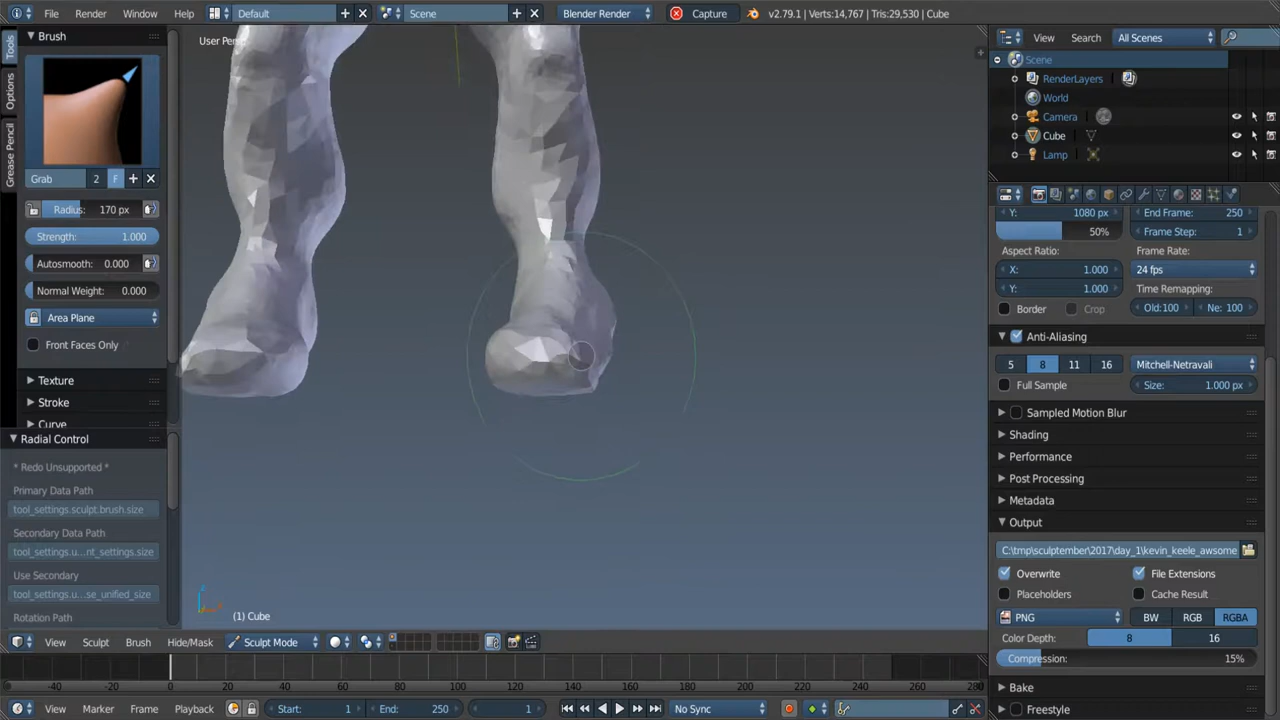 File Render Window Help Default Scene Capture v2.79.1 | Verts:14,767 | Tris:29,530 | Cube
Brush
Tools
Options
Grease Pencil
Grab 2 F
Radius: 170 px
Strength: 1.000
Autosmooth: 0.000
Normal Weight: 0.000
Area Plane
Front Faces Only
Texture
Stroke
Curve
Radial Control
* Redo Unsupported *
Primary Data Path
tool_settings.sculpt.brush.size
Secondary Data Path
tool_settings.u...nt_settings.size
Use Secondary
tool_settings.u...se_unified_size
Rotation Path
User Persp
(1) Cube
View Sculpt Brush Hide/Mask Sculpt Mode
-40 -20 0 20 40 60 80 100 120 140 160 180 200 220 240 260 280
View Marker Frame Playback Start: 1 End: 250 1 No Sync
View Search All Scenes
Scene
RenderLayers
World
Camera
Cube
Lamp
Y: 1080 px End Frame: 250
50% Frame Step: 1
Aspect Ratio: Frame Rate:
X: 1.000 24 fps
Y: 1.000 Time Remapping:
Border Crop Old:100 Ne: 100
Anti-Aliasing
5 8 11 16 Mitchell-Netravali
Full Sample Size: 1.000 px
Sampled Motion Blur
Shading
Performance
Post Processing
Metadata
Output
C:\tmp\sculptember\2017\day_1\kevin_keele_awsome
Overwrite File Extensions
Placeholders Cache Result
PNG BW RGB RGBA
Color Depth: 8 16
Compression: 15%
Bake
Freestyle